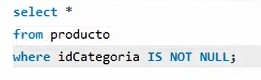 select *
from producto
where idCategoria IS NOT NULL;